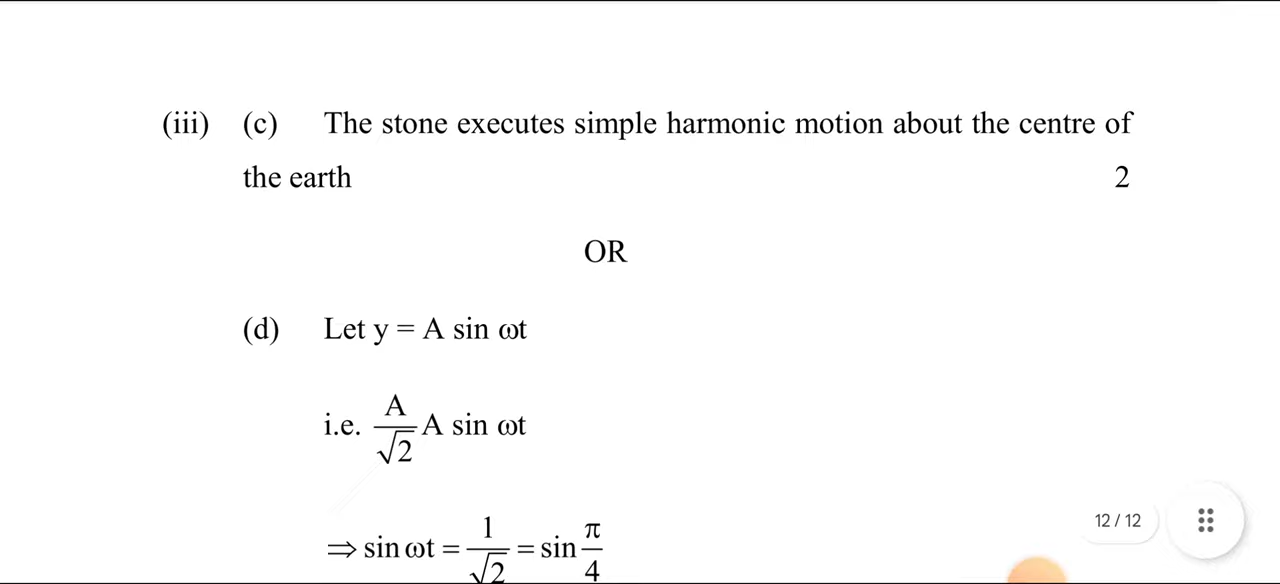 (iii) (c) The stone executes simple harmonic motion about the centre of
the earth 2
OR
(d) Let y = A sin ωt
i.e. A/√2 A sin ωt
⇒ sin ωt = 1/√2 = sin π/4
12 / 12